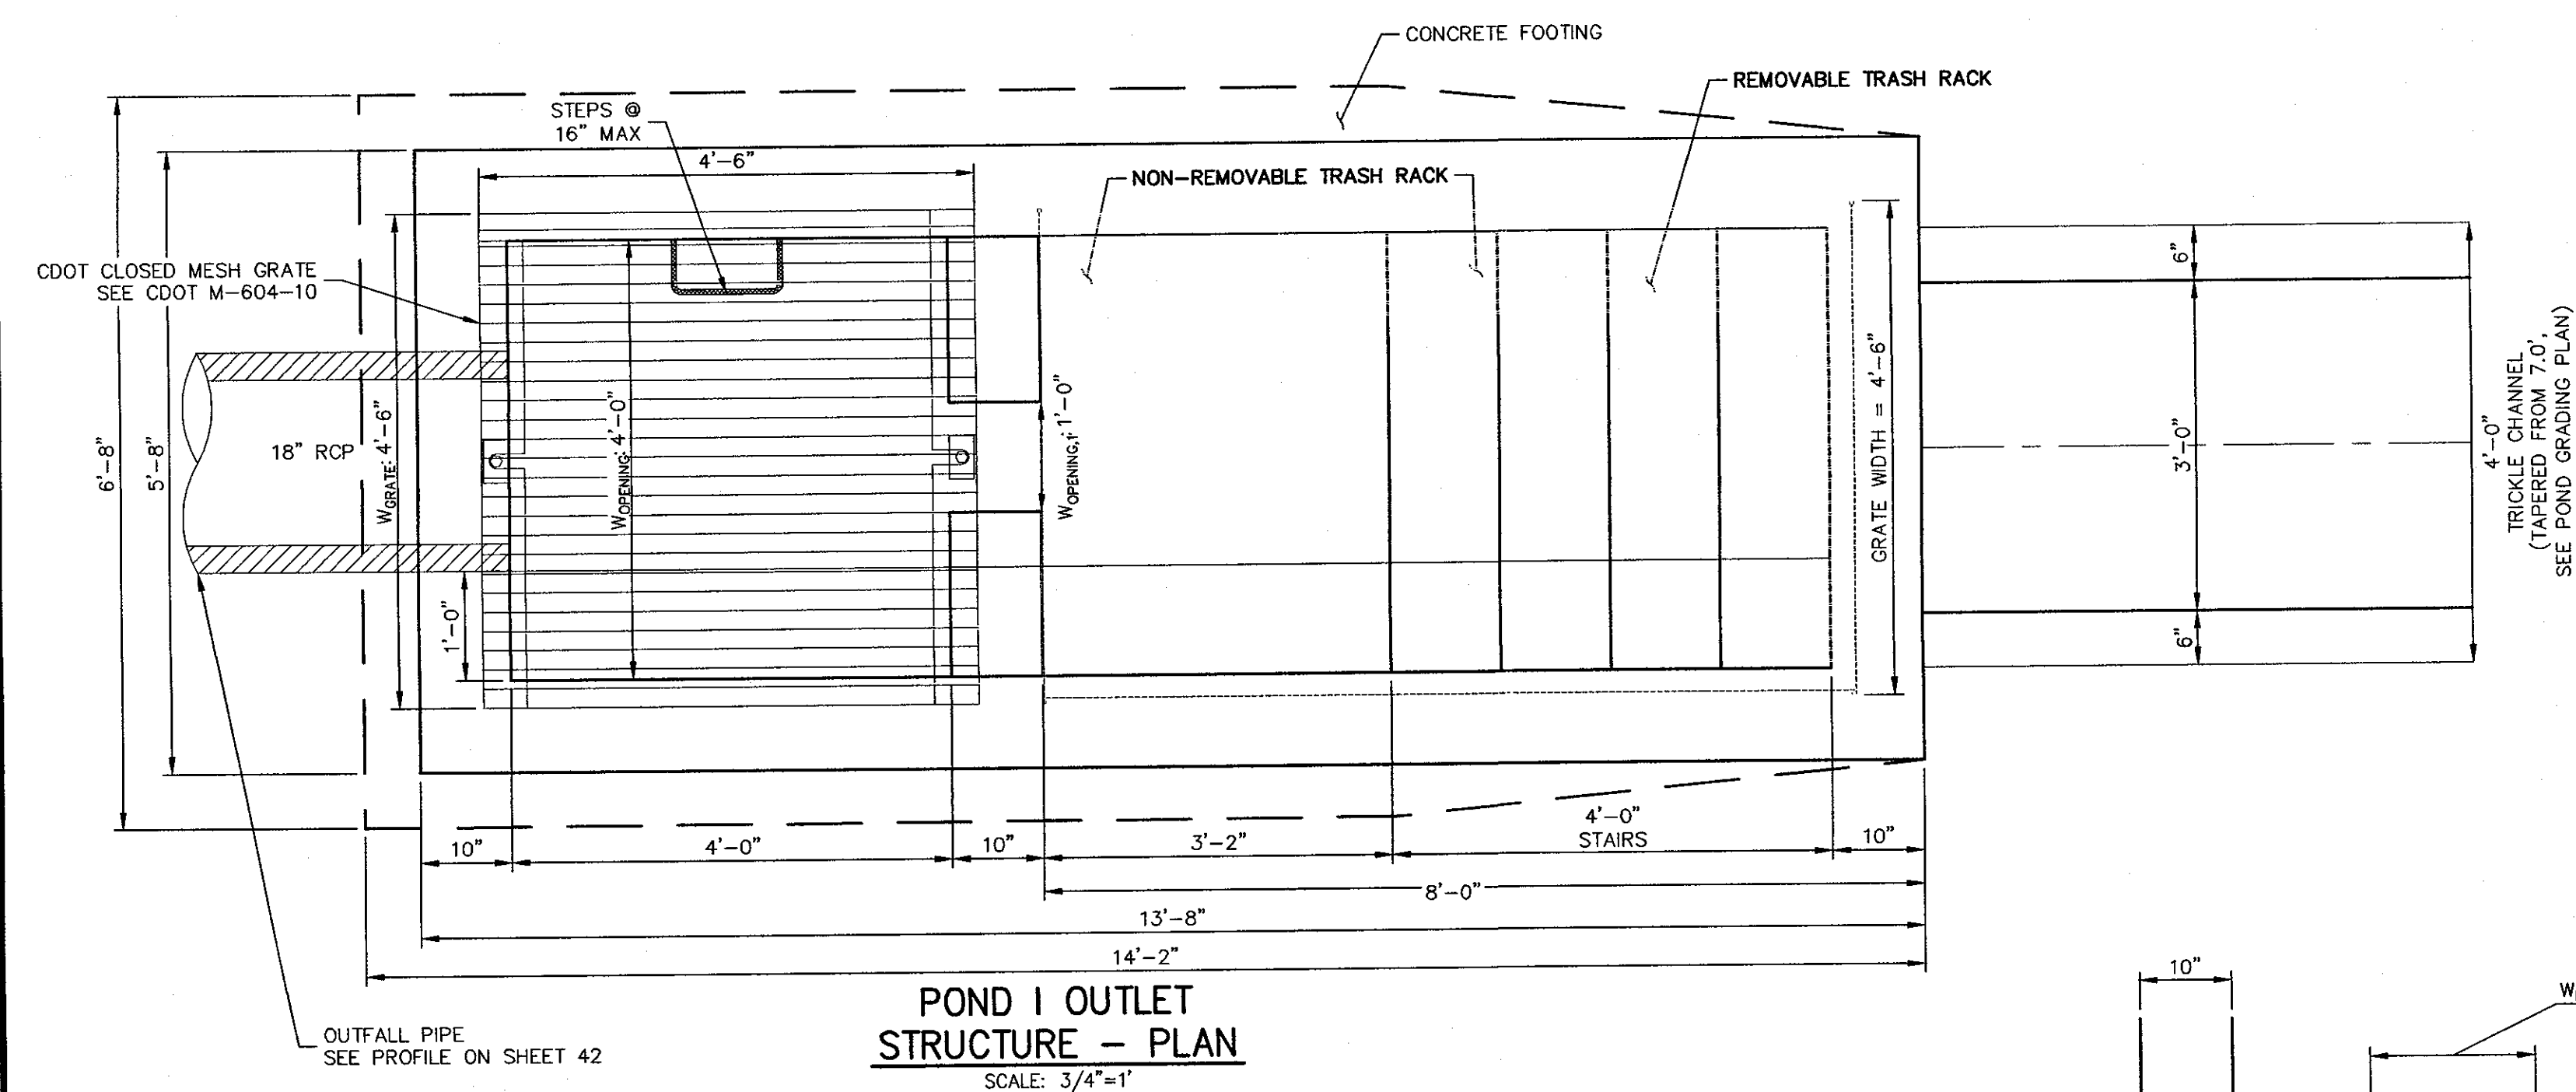 CONCRETE FOOTING
REMOVABLE TRASH RACK
STEPS @
16" MAX
4'-6"
NON-REMOVABLE TRASH RACK
CDOT CLOSED MESH GRATE
SEE CDOT M-604-10
6'-8"
5'-8"
18" RCP
WGRATE: 4'-6"
1'-0"
WOPENING: 4'-0"
WOPENING,1: 1'-0"
GRATE WIDTH = 4'-6"
6"
3'-0"
6"
4'-0"
TRICKLE CHANNEL
(TAPERED FROM 7.0',
SEE POND GRADING PLAN)
10"
4'-0"
10"
3'-2"
4'-0"
STAIRS
10"
8'-0"
13'-8"
14'-2"
OUTFALL PIPE
SEE PROFILE ON SHEET 42
POND I OUTLET
STRUCTURE - PLAN
SCALE: 3/4"=1'
10"